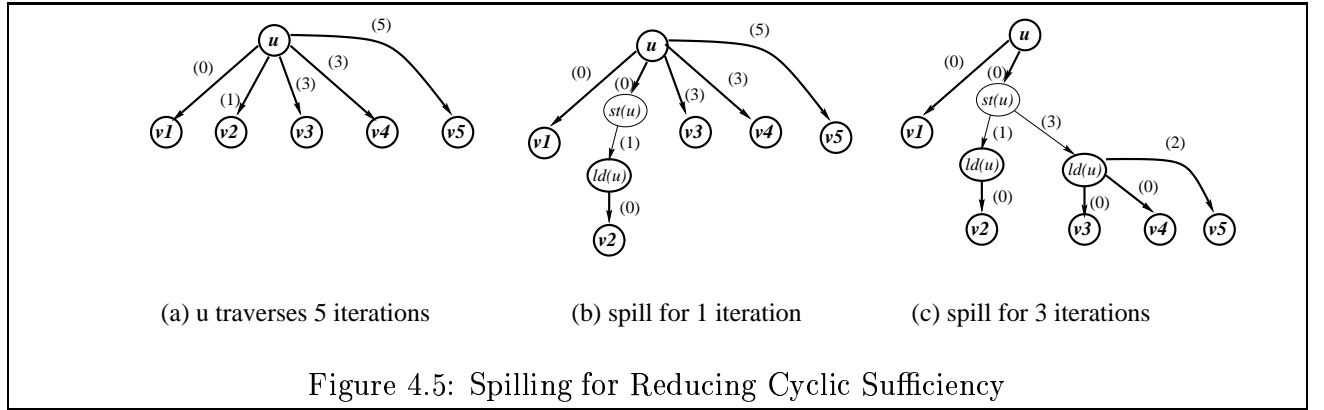 (5)
u
(0)
(1)
(3)
(3)
v1
v2
v3
v4
v5
(a) u traverses 5 iterations
(5)
u
(0)
(0)
(3)
(3)
st(u)
v1
(1)
v3
v4
v5
ld(u)
(0)
v2
(b) spill for 1 iteration
u
(0)
(0)
st(u)
v1
(1)
(3)
(2)
ld(u)
ld(u)
(0)
(0)
(0)
v2
v3
v4
v5
(c) spill for 3 iterations
Figure 4.5: Spilling for Reducing Cyclic Sufficiency